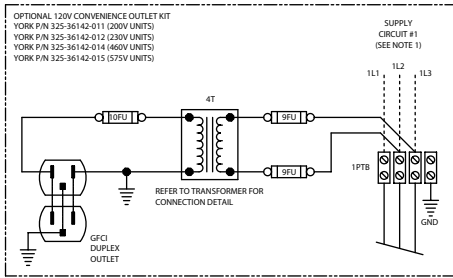 OPTIONAL 120V CONVENIENCE OUTLET KIT
YORK P/N 325-36142-011 (200V UNITS)
YORK P/N 325-36142-012 (230V UNITS)
YORK P/N 325-36142-014 (460V UNITS)
YORK P/N 325-36142-015 (575V UNITS)
SUPPLY
CIRCUIT #1
(SEE NOTE 1)
1L2
1L1
1L3
4T
10FU
9FU
1PTB
9FU
REFER TO TRANSFORMER FOR
CONNECTION DETAIL
GND
GFCI
DUPLEX
OUTLET